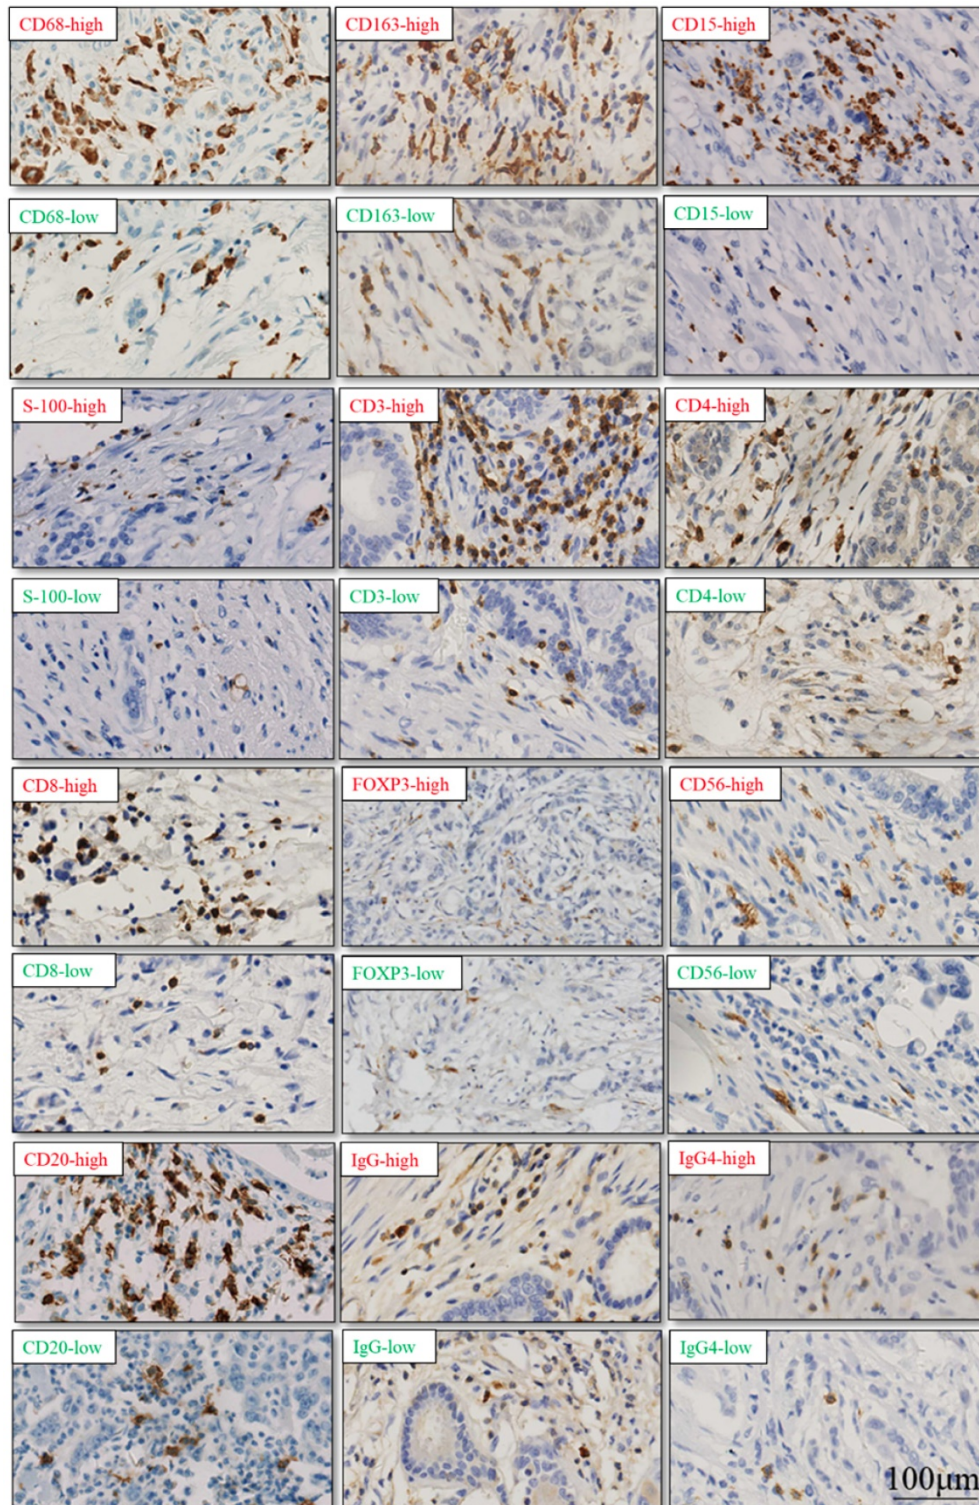 CD68-high
CD163-high
CD15-high
CD68-low
CD163-low
CD15-low
S-100-high
CD3-high
CD4-high
S-100-low
CD3-low
CD4-low
CD8-high
FOXP3-high
CD56-high
CD8-low
FOXP3-low
CD56-low
CD20-high
IgG-high
IgG4-high
CD20-low
IgG-low
IgG4-low
100μm